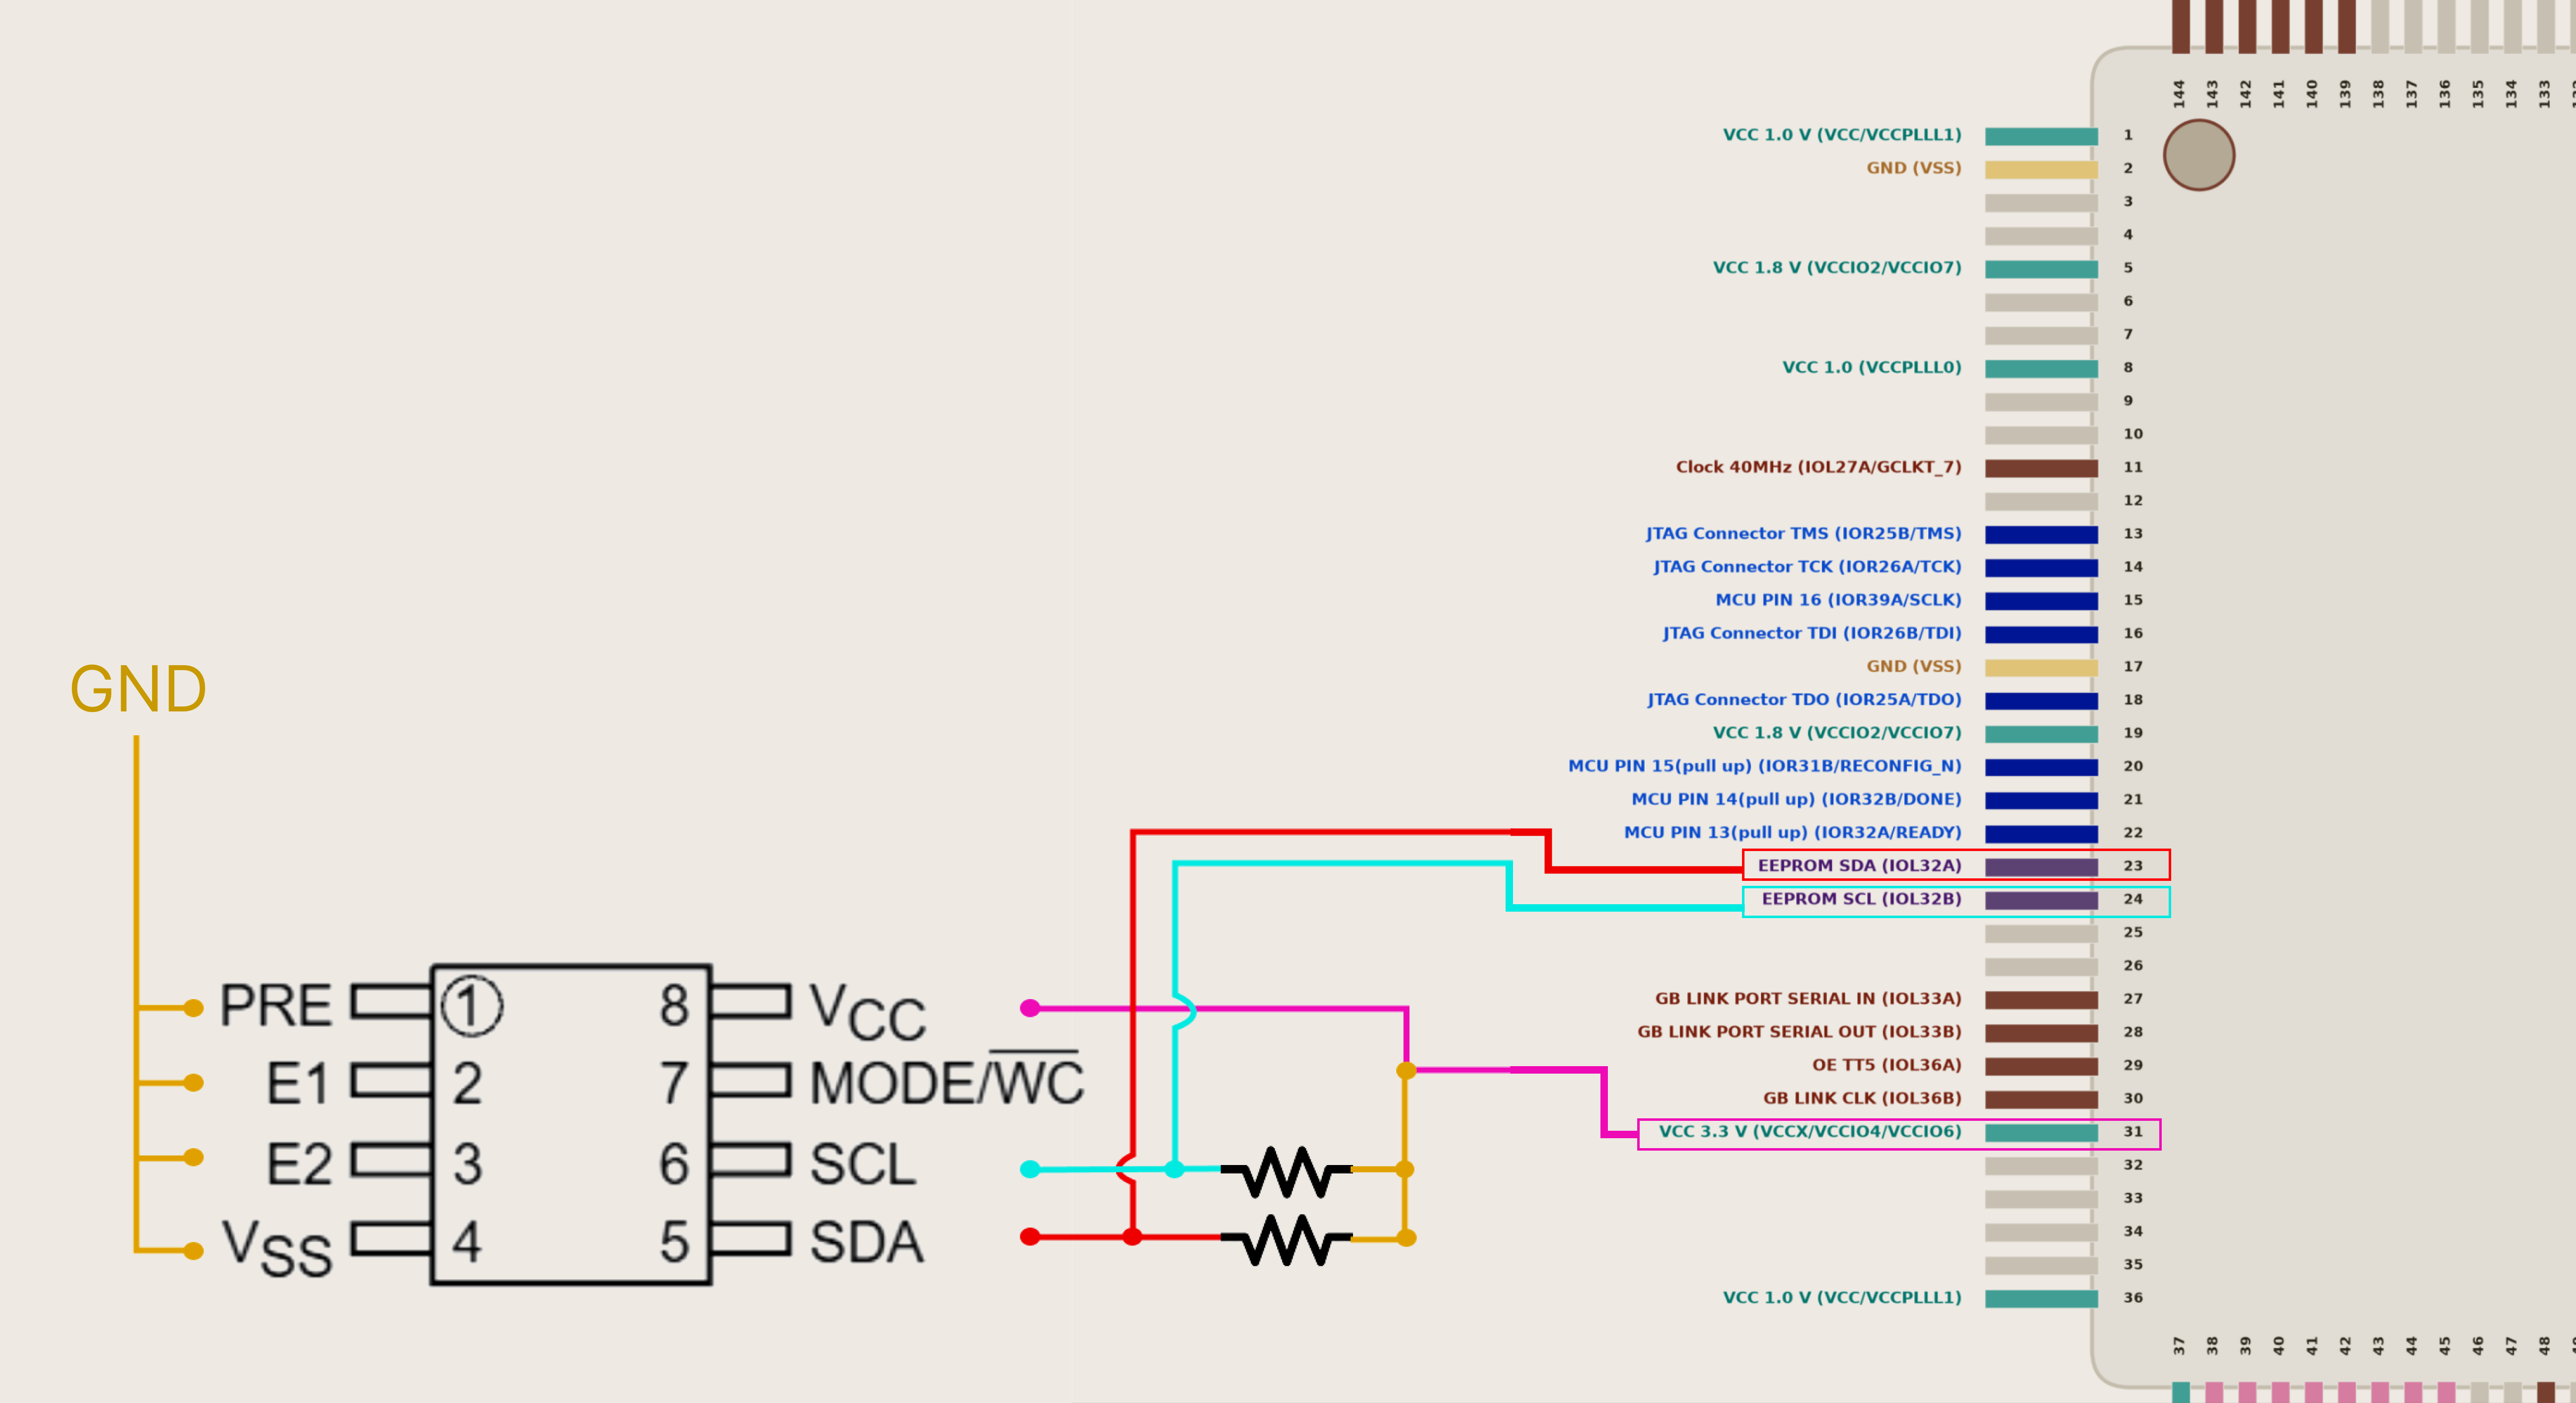 144
143
142
141
140
139
138
137
136
135
134
133
VCC 1.0 V (VCC/VCCPLLL1) 1
GND (VSS) 2
3
4
VCC 1.8 V (VCCIO2/VCCIO7) 5
6
7
VCC 1.0 (VCCPLLL0) 8
9
10
Clock 40MHz (IOL27A/GCLKT_7) 11
12
JTAG Connector TMS (IOR25B/TMS) 13
JTAG Connector TCK (IOR26A/TCK) 14
MCU PIN 16 (IOR39A/SCLK) 15
JTAG Connector TDI (IOR26B/TDI) 16
GND (VSS) 17
JTAG Connector TDO (IOR25A/TDO) 18
VCC 1.8 V (VCCIO2/VCCIO7) 19
MCU PIN 15(pull up) (IOR31B/RECONFIG_N) 20
MCU PIN 14(pull up) (IOR32B/DONE) 21
MCU PIN 13(pull up) (IOR32A/READY) 22
EEPROM SDA (IOL32A) 23
EEPROM SCL (IOL32B) 24
25
26
GB LINK PORT SERIAL IN (IOL33A) 27
GB LINK PORT SERIAL OUT (IOL33B) 28
OE TT5 (IOL36A) 29
GB LINK CLK (IOL36B) 30
VCC 3.3 V (VCCX/VCCIO4/VCCIO6) 31
32
33
34
35
VCC 1.0 V (VCC/VCCPLLL1) 36
37
38
39
40
41
42
43
44
45
46
47
48
GND
PRE 1 8 VCC
E1 2 7 MODE/WC
E2 3 6 SCL
VSS 4 5 SDA